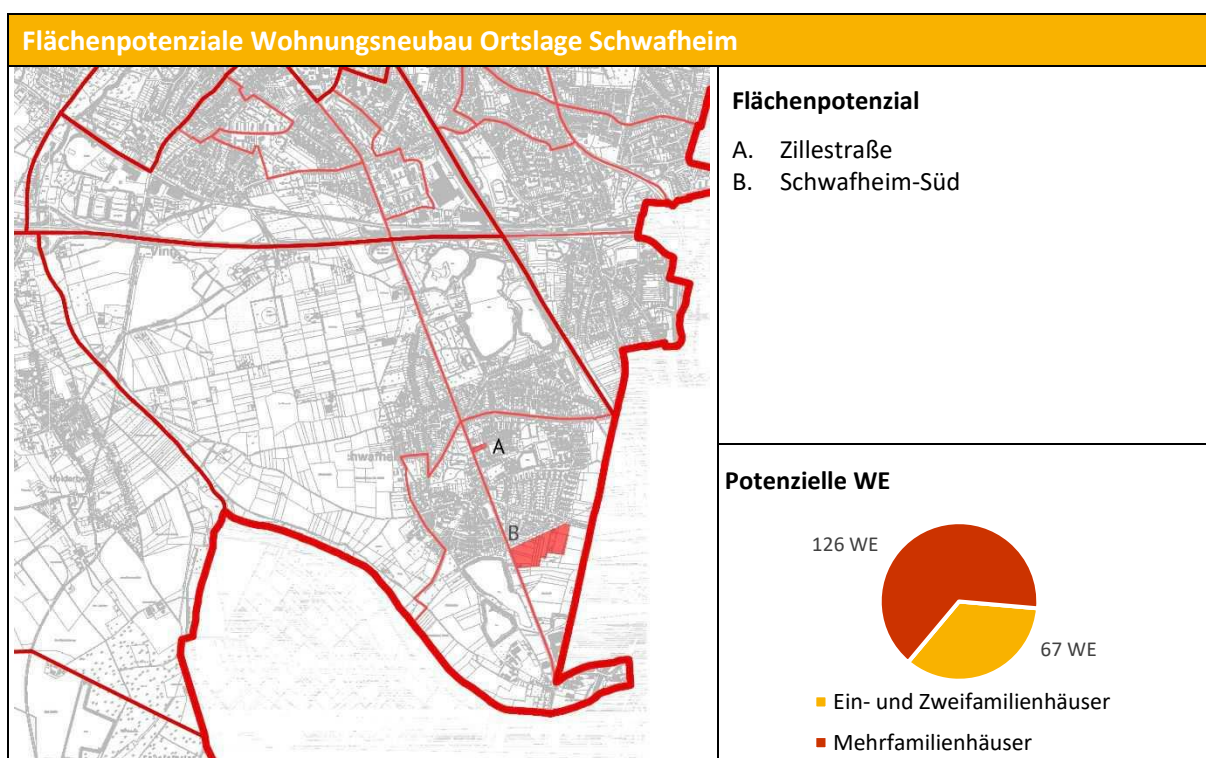 Flächenpotenziale Wohnungsneubau Ortslage Schwafheim
A
B
Flächenpotenzial
A. Zillestraße
B. Schwafheim-Süd
Potenzielle WE
126 WE
67 WE
Ein- und Zweifamilienhäuser
Mehrfamilienhäuser